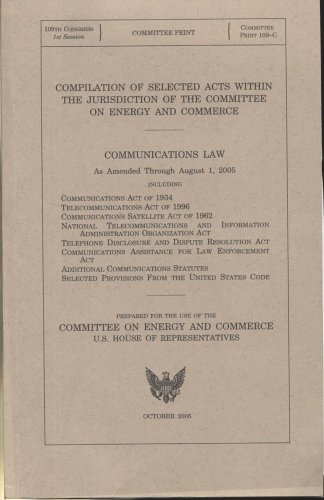 109TH CONGRESS
1st Session
COMMITTEE PRINT
COMMITTEE
PRINT 109–C
COMPILATION OF SELECTED ACTS WITHIN
THE JURISDICTION OF THE COMMITTEE
ON ENERGY AND COMMERCE
COMMUNICATIONS LAW
As Amended Through August 1, 2005
INCLUDING
COMMUNICATIONS ACT OF 1934
TELECOMMUNICATIONS ACT OF 1996
COMMUNICATIONS SATELLITE ACT OF 1962
NATIONAL TELECOMMUNICATIONS AND INFORMATION
ADMINISTRATION ORGANIZATION ACT
TELEPHONE DISCLOSURE AND DISPUTE RESOLUTION ACT
COMMUNICATIONS ASSISTANCE FOR LAW ENFORCEMENT
ACT
ADDITIONAL COMMUNICATIONS STATUTES
SELECTED PROVISIONS FROM THE UNITED STATES CODE
PREPARED FOR THE USE OF THE
COMMITTEE ON ENERGY AND COMMERCE
U.S. HOUSE OF REPRESENTATIVES
OCTOBER 2005